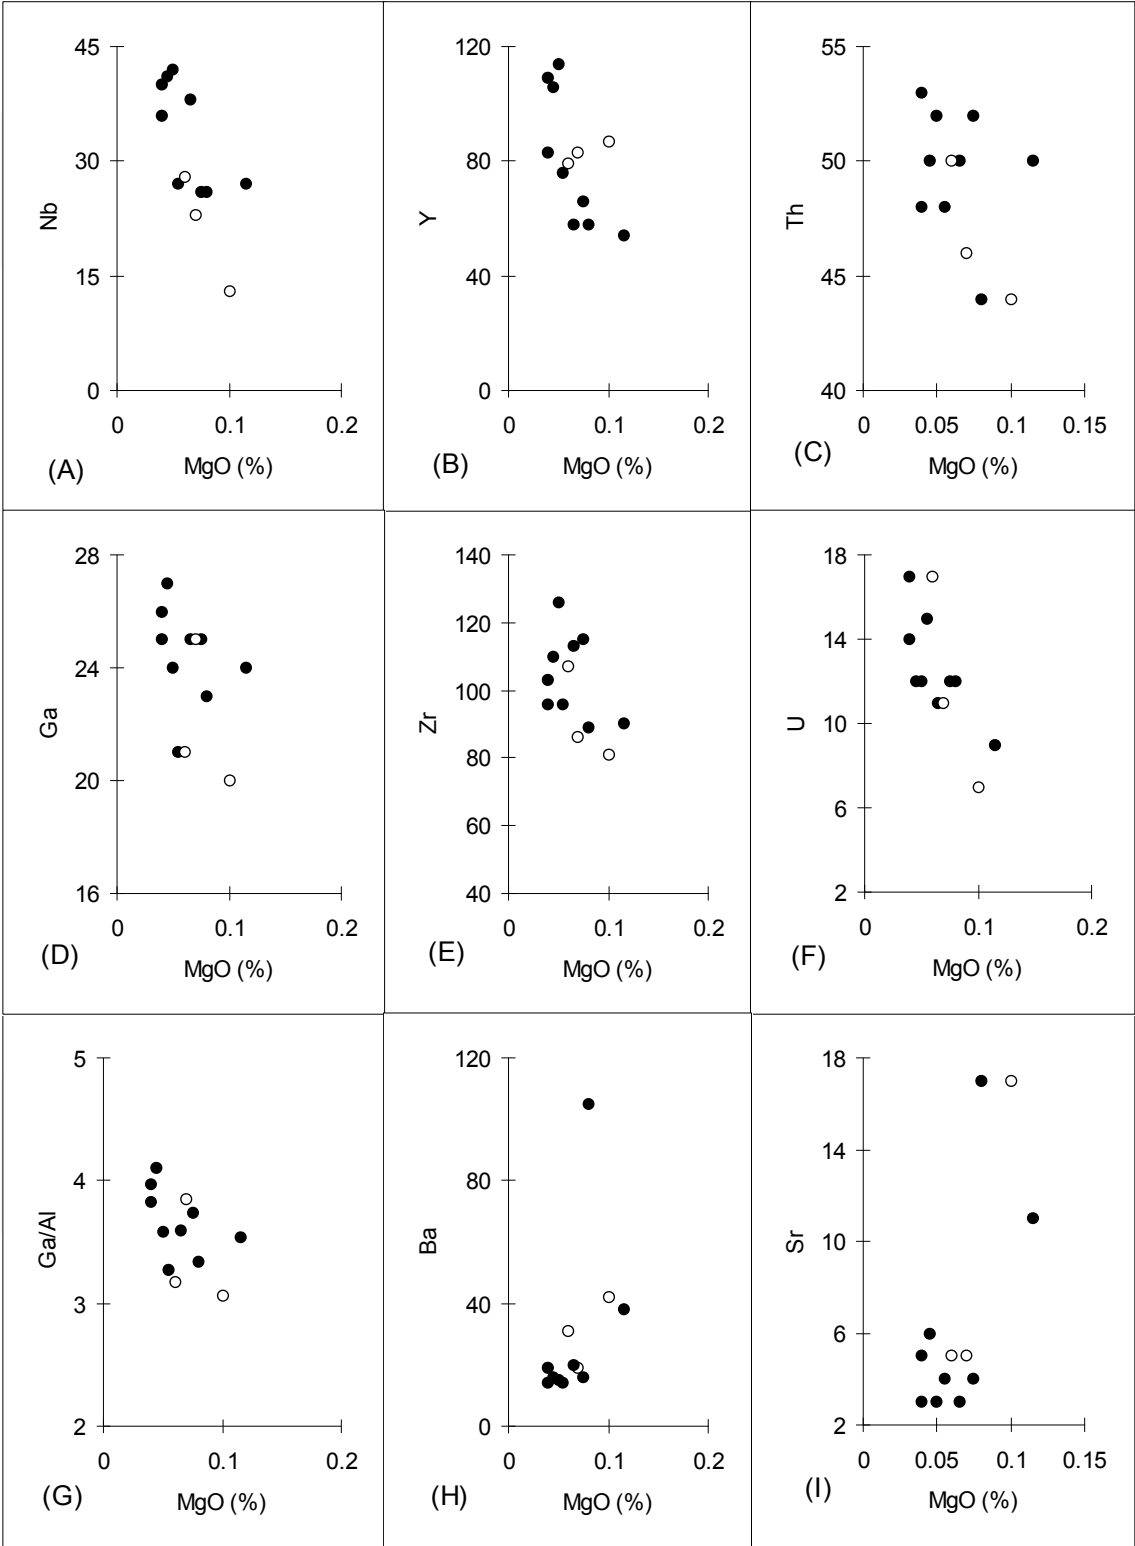 45
30
15
0
Nb
0 0.1 0.2
MgO (%)
(A)
120
80
40
0
Y
0 0.1 0.2
MgO (%)
(B)
55
50
45
40
Th
0 0.05 0.1 0.15
MgO (%)
(C)
28
24
20
16
Ga
0 0.1 0.2
MgO (%)
(D)
140
120
100
80
60
40
Zr
0 0.1 0.2
MgO (%)
(E)
18
14
10
6
2
U
0 0.1 0.2
MgO (%)
(F)
5
4
3
2
Ga/Al
0 0.1 0.2
MgO (%)
(G)
120
80
40
0
Ba
0 0.1 0.2
MgO (%)
(H)
18
14
10
6
2
Sr
0 0.05 0.1 0.15
MgO (%)
(I)